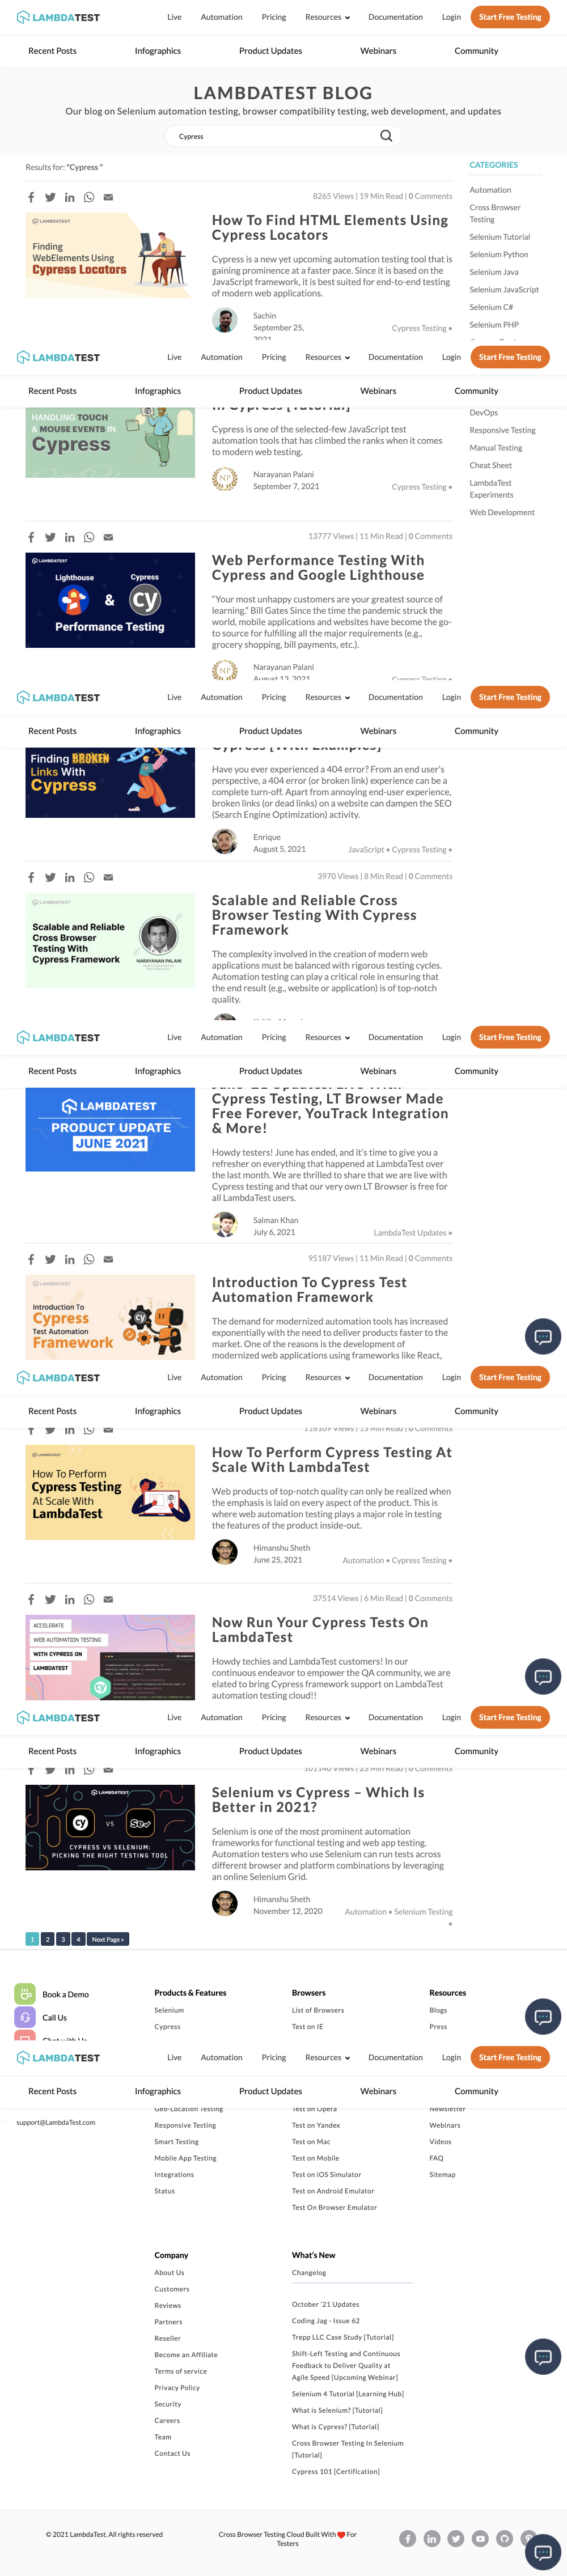 LAMBDATEST Live Automation Pricing Resources Documentation Login Start Free Testing
Recent Posts Infographics Product Updates Webinars Community
LAMBDATEST BLOG
Our blog on Selenium automation testing, browser compatibility testing, web development, and updates
Cypress
Results for: "Cypress "
CATEGORIES
Automation
Cross Browser
Testing
Selenium Tutorial
Selenium Python
Selenium Java
Selenium JavaScript
Selenium C#
Selenium PHP
8265 Views | 19 Min Read | 0 Comments
LAMBDATEST
Finding
WebElements Using
Cypress Locators
How To Find HTML Elements Using
Cypress Locators
Cypress is a new yet upcoming automation testing tool that is
gaining prominence at a faster pace. Since it is based on the
JavaScript framework, it is best suited for end-to-end testing
of modern web applications.
Sachin
September 25,
2021
Cypress Testing •
LAMBDATEST Live Automation Pricing Resources Documentation Login Start Free Testing
Recent Posts Infographics Product Updates Webinars Community
DevOps
Responsive Testing
Manual Testing
Cheat Sheet
LambdaTest
Experiments
Web Development
HANDLING TOUCH
& MOUSE EVENTS IN
Cypress
in Cypress [Tutorial]
Cypress is one of the selected-few JavaScript test
automation tools that has climbed the ranks when it comes
to modern web testing.
NP
Narayanan Palani
September 7, 2021
Cypress Testing •
13777 Views | 11 Min Read | 0 Comments
LAMBDATEST
Lighthouse Cypress
& cy
Performance Testing
Web Performance Testing With
Cypress and Google Lighthouse
“Your most unhappy customers are your greatest source of
learning.” Bill Gates Since the time the pandemic struck the
world, mobile applications and websites have become the go-
to source for fulfilling all the major requirements (e.g.,
grocery shopping, bill payments, etc.).
NP
Narayanan Palani
August 13, 2021
Cypress Testing •
LAMBDATEST Live Automation Pricing Resources Documentation Login Start Free Testing
Recent Posts Infographics Product Updates Webinars Community
Finding BROKEN
Links With
Cypress
Cypress [With Examples]
Have you ever experienced a 404 error? From an end user’s
perspective, a 404 error (or broken link) experience can be a
complete turn-off. Apart from annoying end-user experience,
broken links (or dead links) on a website can dampen the SEO
(Search Engine Optimization) activity.
Enrique
August 5, 2021
JavaScript • Cypress Testing •
3970 Views | 8 Min Read | 0 Comments
LAMBDATEST
Scalable and Reliable
Cross Browser
Testing With
Cypress Framework
NARAYANAN PALANI
Scalable and Reliable Cross
Browser Testing With Cypress
Framework
The complexity involved in the creation of modern web
applications must be balanced with rigorous testing cycles.
Automation testing can play a critical role in ensuring that
the end result (e.g., website or application) is of top-notch
quality.
LAMBDATEST Live Automation Pricing Resources Documentation Login Start Free Testing
Recent Posts Infographics Product Updates Webinars Community
LAMBDATEST
PRODUCT UPDATE
JUNE 2021
June'21 Updates: Live With
Cypress Testing, LT Browser Made
Free Forever, YouTrack Integration
& More!
Howdy testers! June has ended, and it’s time to give you a
refresher on everything that happened at LambdaTest over
the last month. We are thrilled to share that we are live with
Cypress testing and that our very own LT Browser is free for
all LambdaTest users.
Salman Khan
July 6, 2021
LambdaTest Updates •
95187 Views | 11 Min Read | 0 Comments
LAMBDATEST
Introduction To
Cypress
Test Automation
Framework
Introduction To Cypress Test
Automation Framework
The demand for modernized automation tools has increased
exponentially with the need to deliver products faster to the
market. One of the reasons is the development of
modernized web applications using frameworks like React,
LAMBDATEST Live Automation Pricing Resources Documentation Login Start Free Testing
Recent Posts Infographics Product Updates Webinars Community
118109 Views | 15 Min Read | 0 Comments
LAMBDATEST
How To Perform
Cypress Testing
At Scale With
LambdaTest
How To Perform Cypress Testing At
Scale With LambdaTest
Web products of top-notch quality can only be realized when
the emphasis is laid on every aspect of the product. This is
where web automation testing plays a major role in testing
the features of the product inside-out.
Himanshu Sheth
June 25, 2021
Automation • Cypress Testing •
37514 Views | 6 Min Read | 0 Comments
ACCELERATE
WEB AUTOMATION TESTING
WITH CYPRESS ON
LAMBDATEST
Now Run Your Cypress Tests On
LambdaTest
Howdy techies and LambdaTest customers! In our
continuous endeavor to empower the QA community, we are
elated to bring Cypress framework support on LambdaTest
automation testing cloud!!
LAMBDATEST Live Automation Pricing Resources Documentation Login Start Free Testing
Recent Posts Infographics Product Updates Webinars Community
101140 Views | 23 Min Read | 0 Comments
LAMBDATEST
cy VS Se
CYPRESS VS SELENIUM:
PICKING THE RIGHT TESTING TOOL
Selenium vs Cypress – Which Is
Better in 2021?
Selenium is one of the most prominent automation
frameworks for functional testing and web app testing.
Automation testers who use Selenium can run tests across
different browser and platform combinations by leveraging
an online Selenium Grid.
Himanshu Sheth
November 12, 2020
Automation • Selenium Testing
•
1 2 3 4 Next Page »
Book a Demo
Call Us
Chat with Us
Products & Features
Selenium
Cypress
Browsers
List of Browsers
Test on IE
Resources
Blogs
Press
LAMBDATEST Live Automation Pricing Resources Documentation Login Start Free Testing
Recent Posts Infographics Product Updates Webinars Community
support@LambdaTest.com
Geo-Location Testing
Responsive Testing
Smart Testing
Mobile App Testing
Integrations
Status
Test on Opera
Test on Yandex
Test on Mac
Test on Mobile
Test on iOS Simulator
Test on Android Emulator
Test On Browser Emulator
Newsletter
Webinars
Videos
FAQ
Sitemap
Company
About Us
Customers
Reviews
Partners
Reseller
Become an Affiliate
Terms of service
Privacy Policy
Security
Careers
Team
Contact Us
What’s New
Changelog
October ’21 Updates
Coding Jag - Issue 62
Trepp LLC Case Study [Tutorial]
Shift-Left Testing and Continuous
Feedback to Deliver Quality at
Agile Speed [Upcoming Webinar]
Selenium 4 Tutorial [Learning Hub]
What is Selenium? [Tutorial]
What is Cypress? [Tutorial]
Cross Browser Testing In Selenium
[Tutorial]
Cypress 101 [Certification]
© 2021 LambdaTest. All rights reserved
Cross Browser Testing Cloud Built With ❤ For
Testers